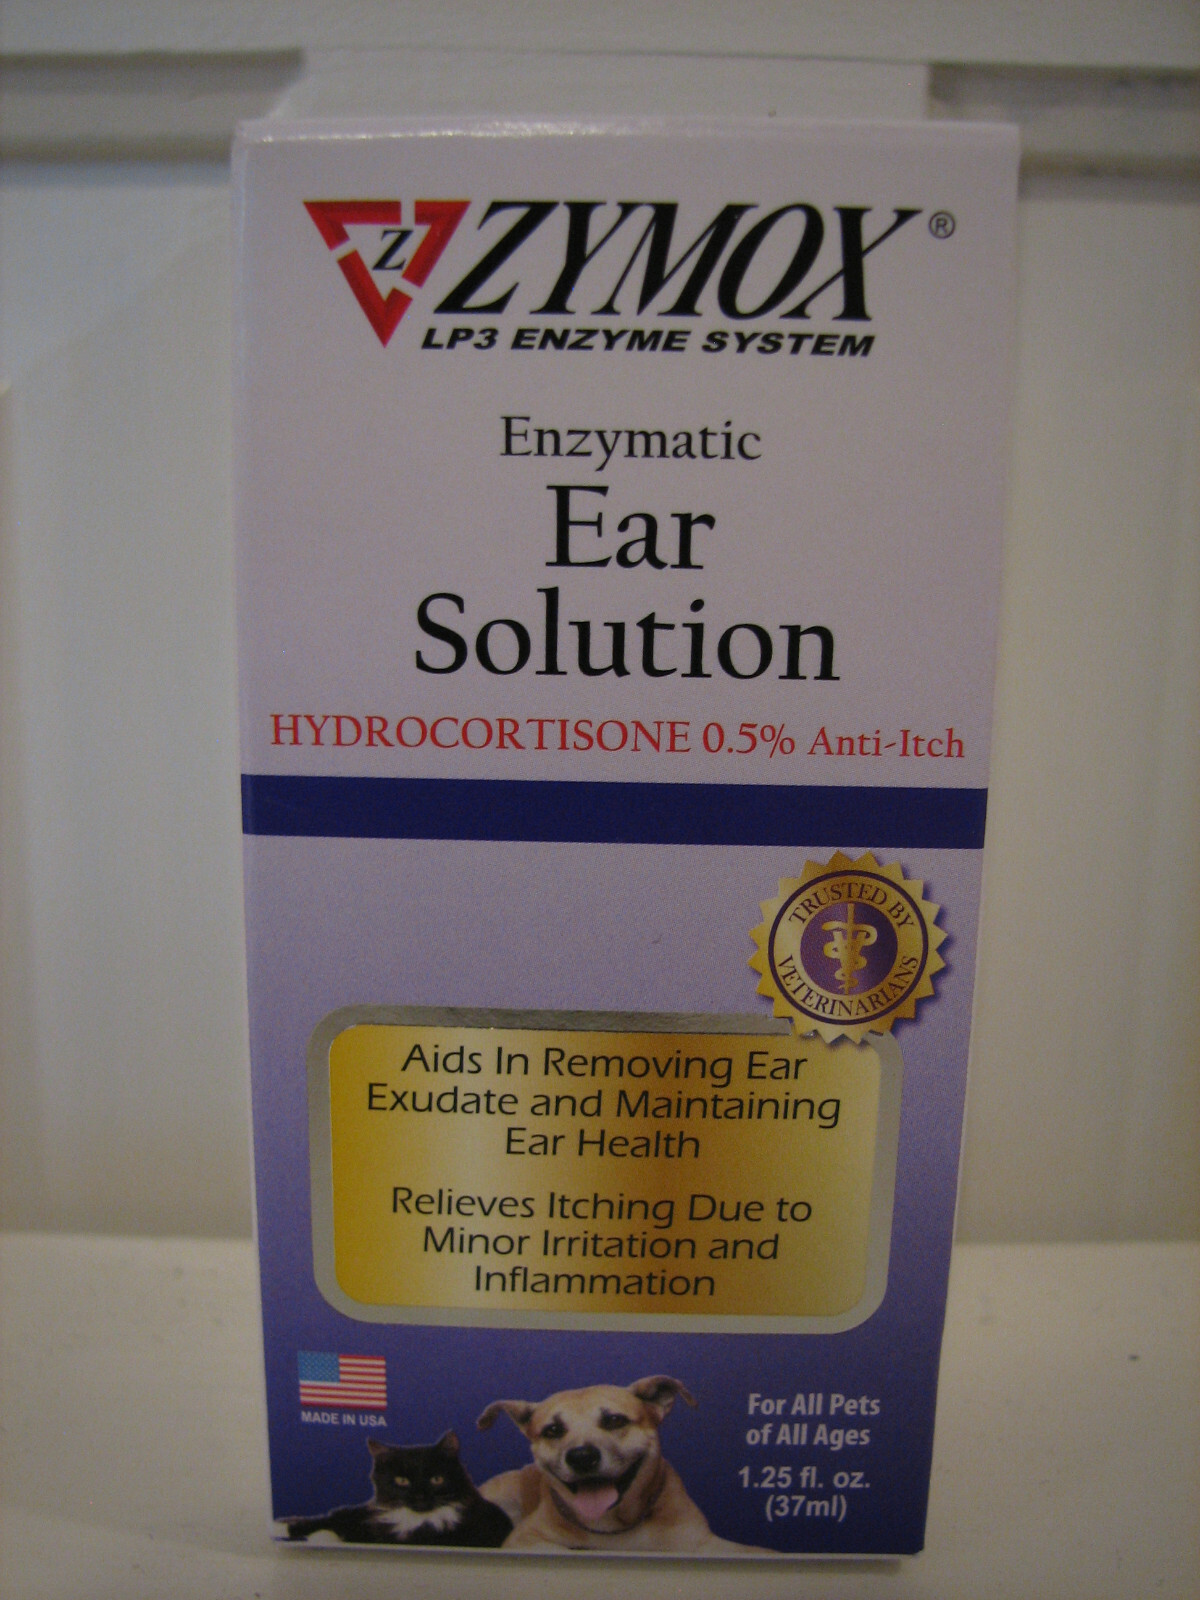 Z
ZYMOX®
LP3 ENZYME SYSTEM
Enzymatic
Ear
Solution
HYDROCORTISONE 0.5% Anti-Itch
TRUSTED BY
VETERINARIANS
Aids In Removing Ear
Exudate and Maintaining
Ear Health
Relieves Itching Due to
Minor Irritation and
Inflammation
MADE IN USA
For All Pets
of All Ages
1.25 fl. oz.
(37ml)